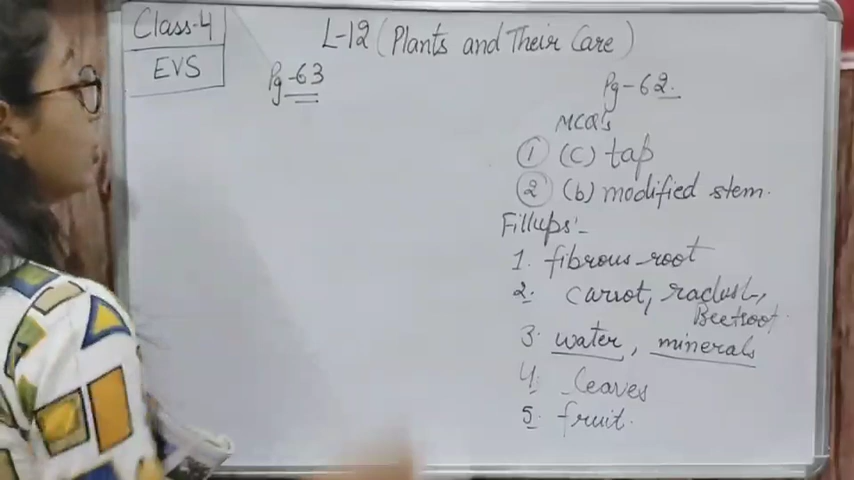 Class-4
EVS
L-12 (Plants and Their Care)
Pg-63
Pg-62.
MCQ's
1 (c) tap
2 (b) modified stem.
Fillups:-
1. fibrous root
2. carrot, radish,
Beetroot.
3. water, minerals
4. leaves
5. fruit.